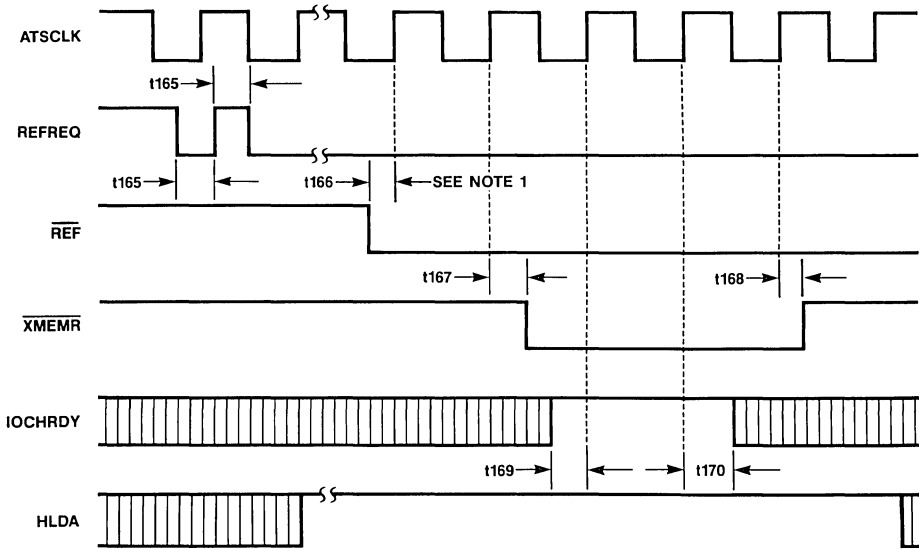 ATSCLK
t165
REFREQ
t165
t166
SEE NOTE 1
REF
t167
t168
XMEMR
IOCHRDY
t169
t170
HLDA